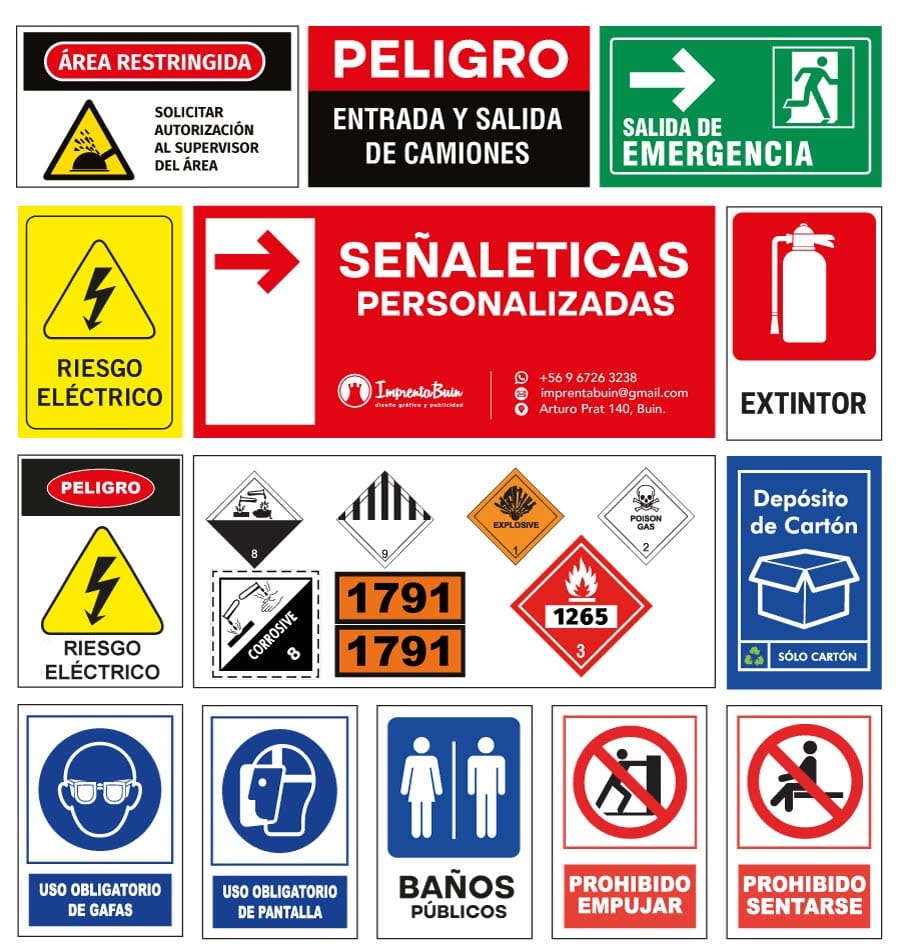 ÁREA RESTRINGIDA
SOLICITAR
AUTORIZACIÓN
AL SUPERVISOR
DEL ÁREA
PELIGRO
ENTRADA Y SALIDA
DE CAMIONES
SALIDA DE
EMERGENCIA
RIESGO
ELÉCTRICO
SEÑALETICAS
PERSONALIZADAS
ImprentaBuin
diseño gráfico y publicidad
+56 9 6726 3238
imprentabuin@gmail.com
Arturo Prat 140, Buin.
EXTINTOR
PELIGRO
RIESGO
ELÉCTRICO
8
9
EXPLOSIVE
1
POISON
GAS
2
CORROSIVE
8
1791
1791
1265
3
Depósito
de Cartón
SÓLO CARTÓN
USO OBLIGATORIO
DE GAFAS
USO OBLIGATORIO
DE PANTALLA
BAÑOS
PÚBLICOS
PROHIBIDO
EMPUJAR
PROHIBIDO
SENTARSE